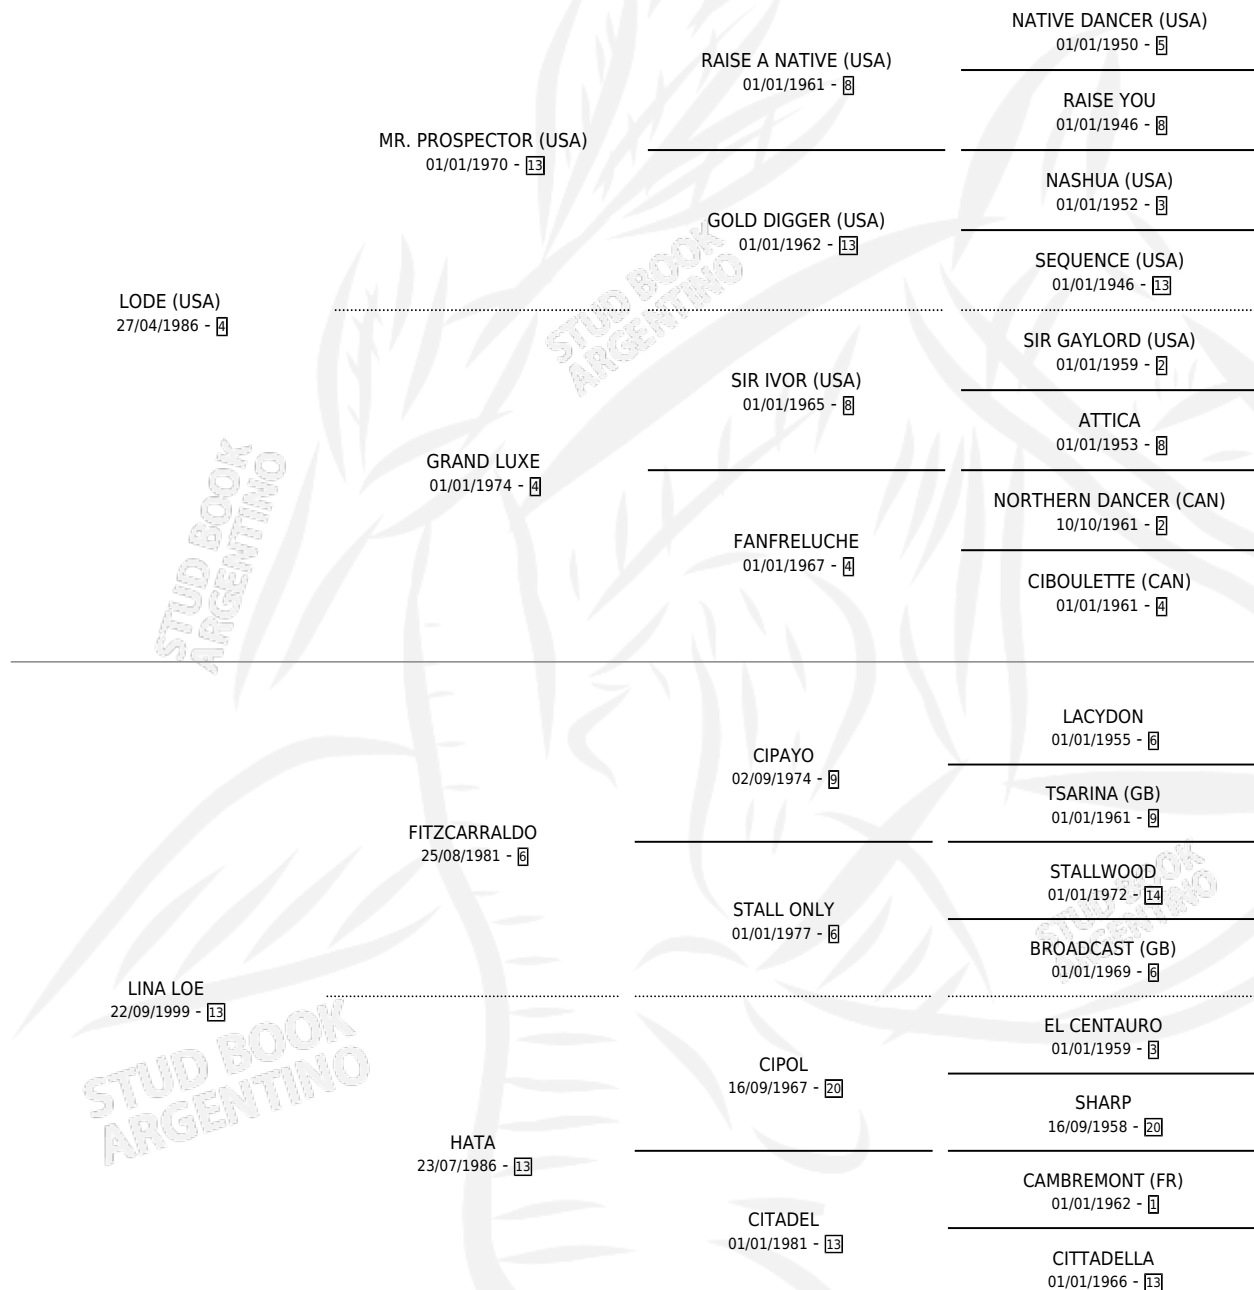 NATIVE DANCER (USA)
01/01/1950 - 5
RAISE A NATIVE (USA)
01/01/1961 - 8
RAISE YOU
01/01/1946 - 8
MR. PROSPECTOR (USA)
01/01/1970 - 13
NASHUA (USA)
01/01/1952 - 3
GOLD DIGGER (USA)
01/01/1962 - 13
SEQUENCE (USA)
01/01/1946 - 13
LODE (USA)
27/04/1986 - 4
STUD BOOK
ARGENTINO
SIR GAYLORD (USA)
01/01/1959 - 2
SIR IVOR (USA)
01/01/1965 - 8
ATTICA
01/01/1953 - 8
GRAND LUXE
01/01/1974 - 4
NORTHERN DANCER (CAN)
10/10/1961 - 2
FANFRELUCHE
01/01/1967 - 4
CIBOULETTE (CAN)
01/01/1961 - 4
STUD BOOK
ARGENTINO
LACYDON
01/01/1955 - 6
CIPAYO
02/09/1974 - 9
TSARINA (GB)
01/01/1961 - 9
FITZCARRALDO
25/08/1981 - 6
STALLWOOD
01/01/1972 - 14
STALL ONLY
01/01/1977 - 6
STUD BOOK
ARGENTINO
BROADCAST (GB)
01/01/1969 - 6
LINA LOE
22/09/1999 - 13
STUD BOOK
ARGENTINO
EL CENTAURO
01/01/1959 - 3
CIPOL
16/09/1967 - 20
SHARP
16/09/1958 - 20
HATA
23/07/1986 - 13
CAMBREMONT (FR)
01/01/1962 - 1
CITADEL
01/01/1981 - 13
CITTADELLA
01/01/1966 - 13